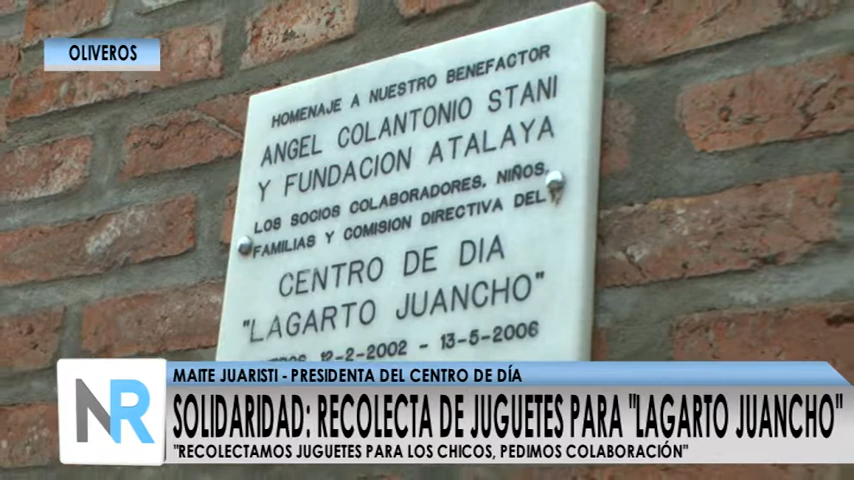 OLIVEROS
HOMENAJE A NUESTRO BENEFACTOR
ANGEL COLANTONIO STANI
Y FUNDACION ATALAYA
LOS SOCIOS COLABORADORES, NIÑOS,
FAMILIAS Y COMISION DIRECTIVA DEL
CENTRO DE DIA
"LAGARTO JUANCHO"
12-2-2002 - 13-5-2006
MAITE JUARISTI - PRESIDENTA DEL CENTRO DE DÍA
NR
SOLIDARIDAD: RECOLECTA DE JUGUETES PARA "LAGARTO JUANCHO"
"RECOLECTAMOS JUGUETES PARA LOS CHICOS, PEDIMOS COLABORACIÓN"